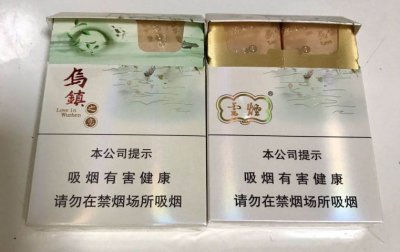 烏鎮
Love in
Wuzhen
本公司提示
吸烟有害健康
请勿在禁烟场所吸烟
本公司提示
吸烟有害健康
请勿在禁烟场所吸烟